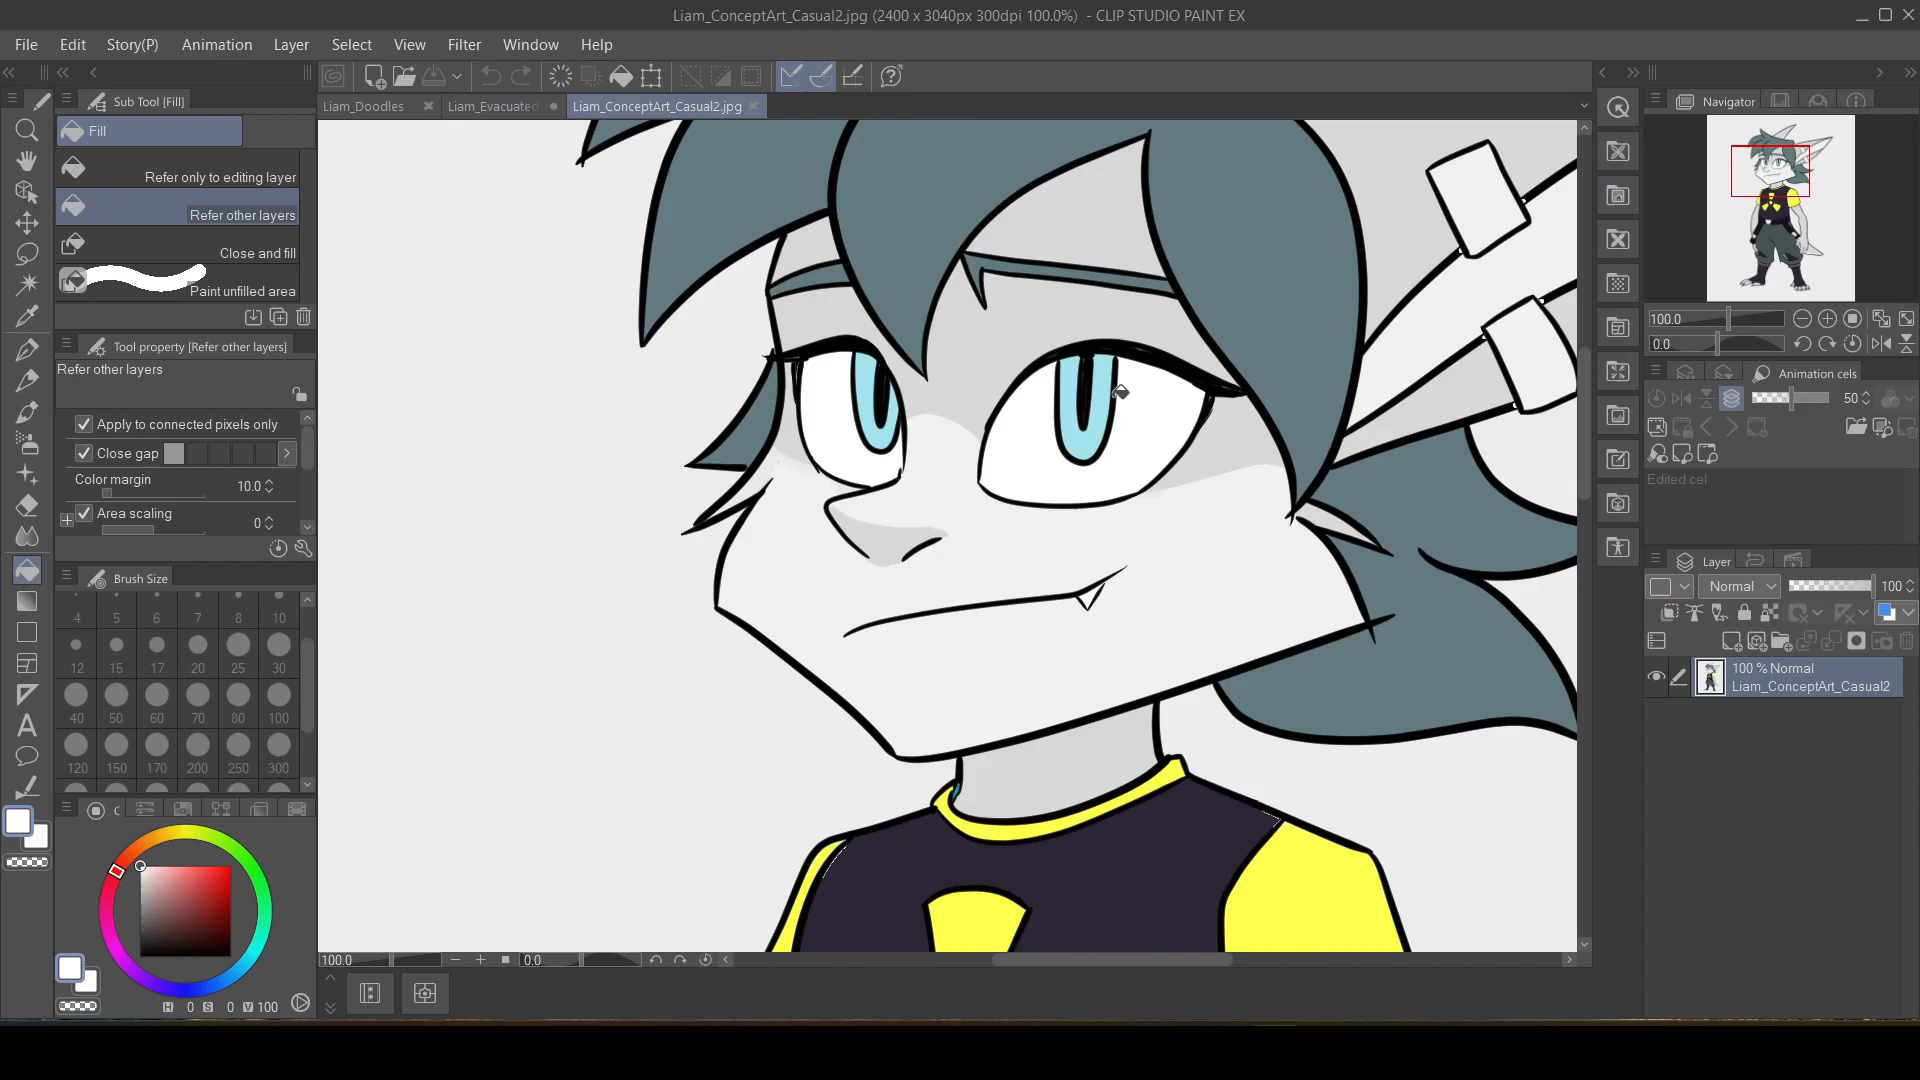 Liam_ConceptArt_Casual2.jpg (2400 x 3040px 300dpi 100.0%) - CLIP STUDIO PAINT EX
File Edit Story(P) Animation Layer Select View Filter Window Help
Sub Tool [Fill]
Liam_Doodles Liam_Evacuated Liam_ConceptArt_Casual2.jpg
Navigator
Fill
Refer only to editing layer
Refer other layers
Close and fill
Paint unfilled area
100.0
0.0
Tool property [Refer other layers]
Refer other layers
Animation cels
50
Apply to connected pixels only
Close gap
Color margin
10.0
Edited cel
Area scaling
0
Layer
Brush Size
Normal 100
4 5 6 7 8 10
12 15 17 20 25 30
100 % Normal
Liam_ConceptArt_Casual2
40 50 60 70 80 100
120 150 170 200 250 300
C
100.0 0.0
H 0 S 0 V 100